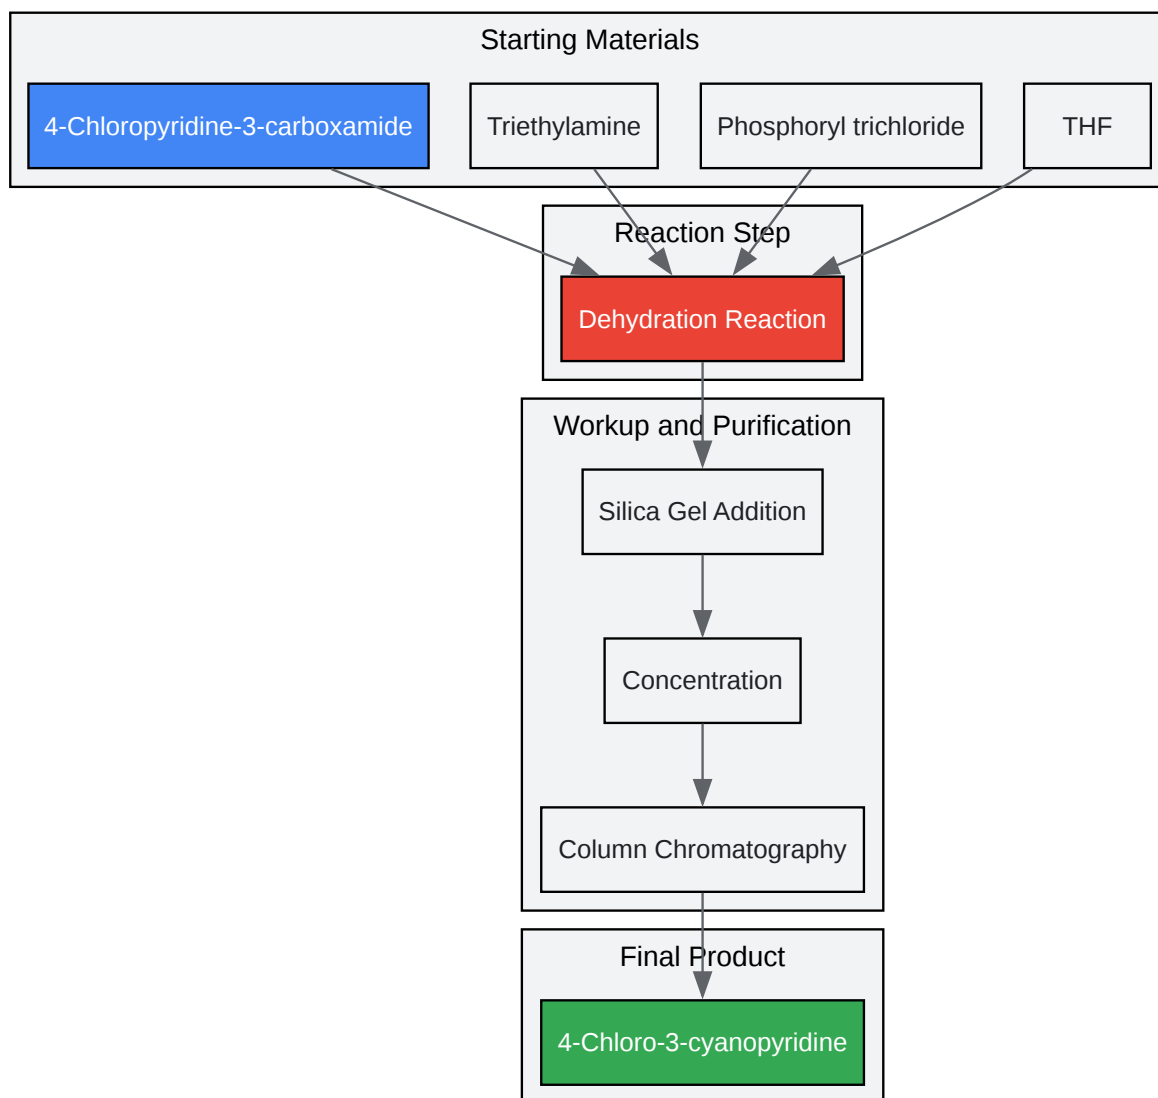 Starting Materials
4-Chloropyridine-3-carboxamide
Triethylamine
Phosphoryl trichloride
THF
Reaction Step
Dehydration Reaction
Workup and Purification
Silica Gel Addition
Concentration
Column Chromatography
Final Product
4-Chloro-3-cyanopyridine